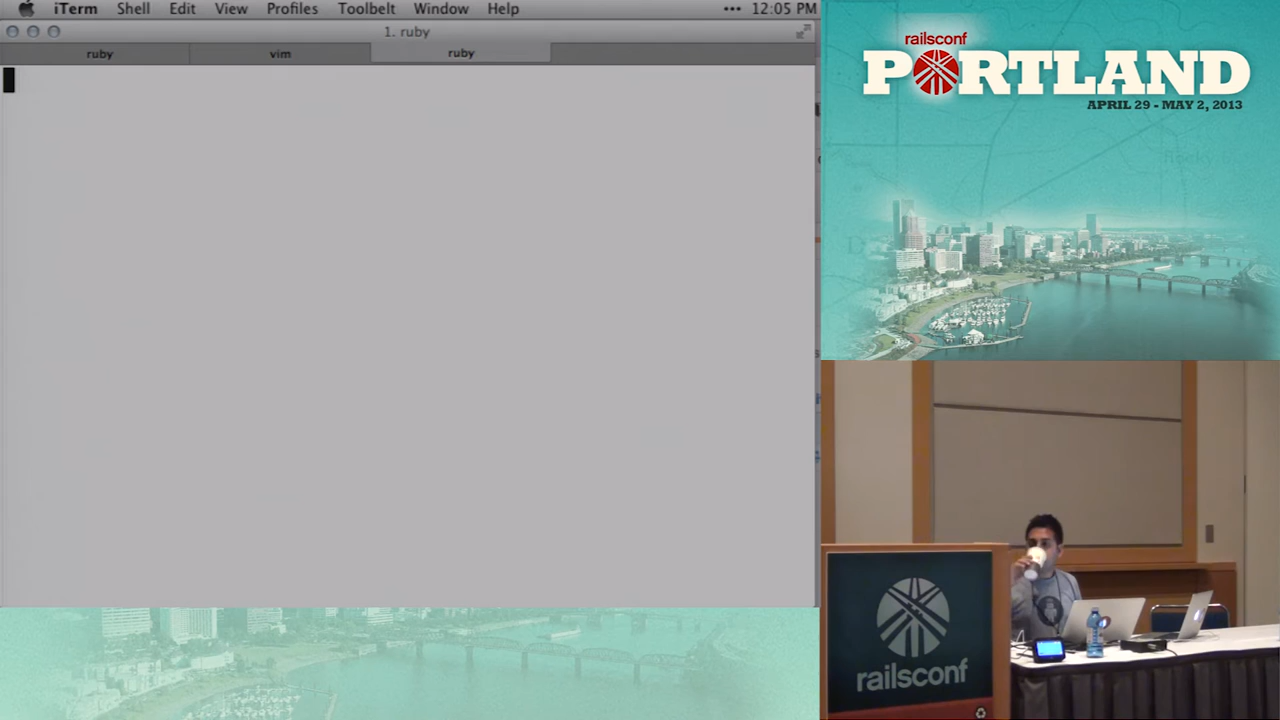 iTerm Shell Edit View Profiles Toolbelt Window Help ••• 12:05 PM
1. ruby
ruby vim ruby
railsconf
PORTLAND
APRIL 29 - MAY 2, 2013
railsconf